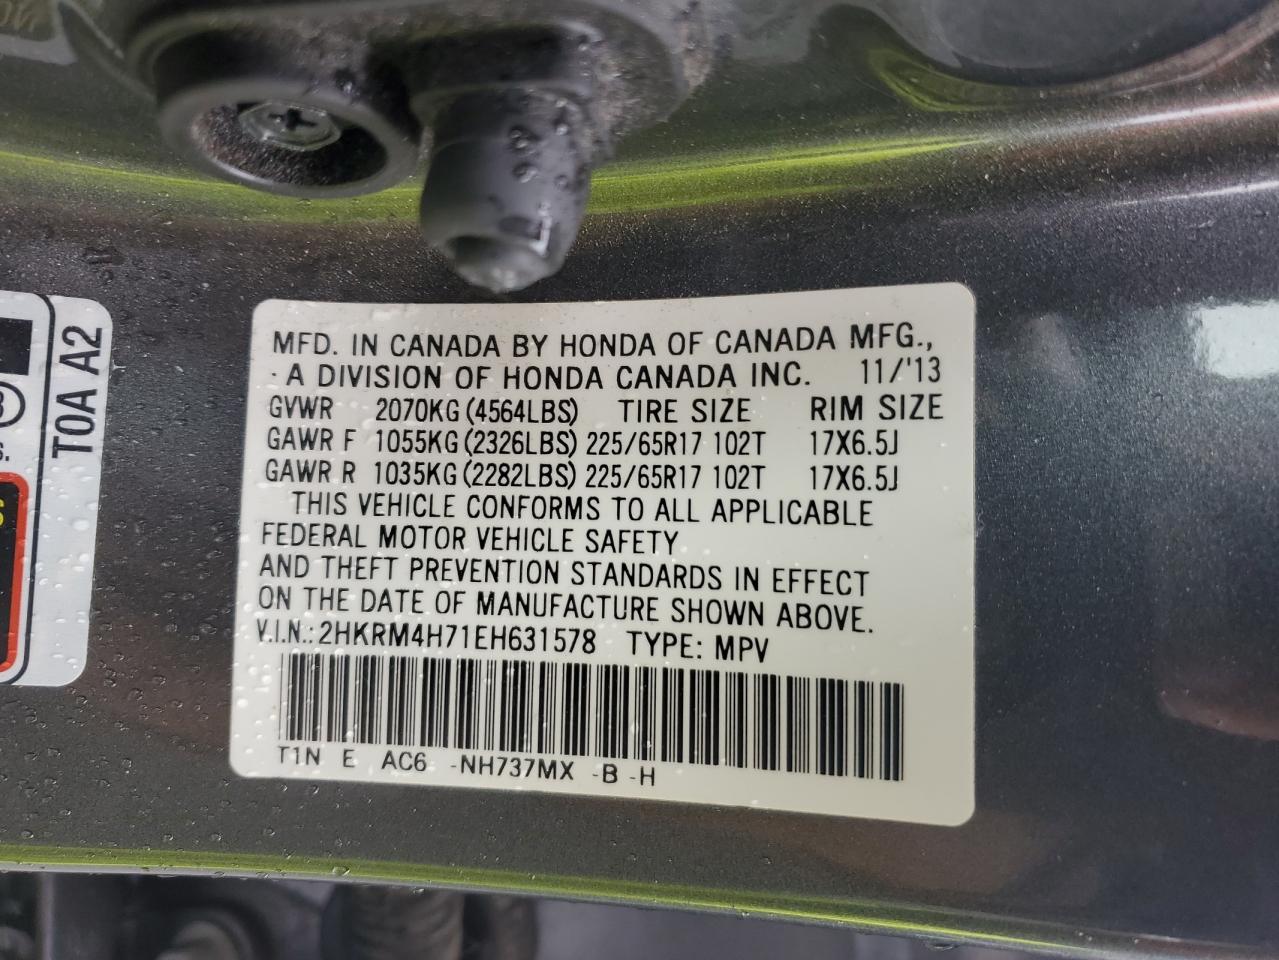 MFD. IN CANADA BY HONDA OF CANADA MFG.,
A DIVISION OF HONDA CANADA INC. 11/'13
GVWR 2070KG (4564LBS) TIRE SIZE RIM SIZE
GAWR F 1055KG (2326LBS) 225/65R17 102T 17X6.5J
GAWR R 1035KG (2282LBS) 225/65R17 102T 17X6.5J
THIS VEHICLE CONFORMS TO ALL APPLICABLE
FEDERAL MOTOR VEHICLE SAFETY
AND THEFT PREVENTION STANDARDS IN EFFECT
ON THE DATE OF MANUFACTURE SHOWN ABOVE.
V.I.N.: 2HKRM4H71EH631578 TYPE: MPV
T1N E AC6 -NH737MX -B -H
T0A A2